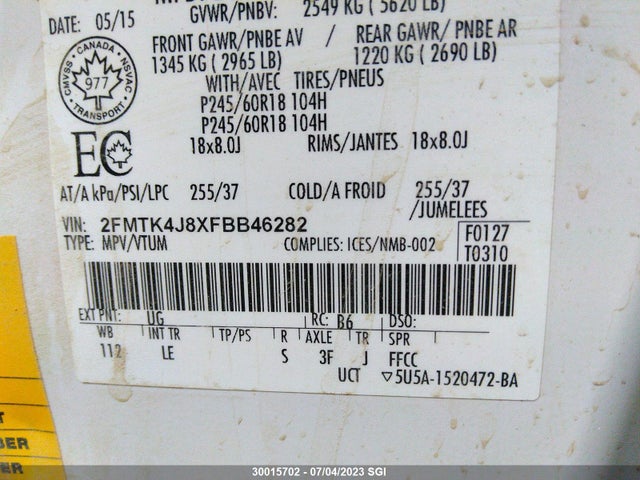 DATE: 05/15
GVWR/PNBV: 2549 KG ( 5620 LB)
FRONT GAWR/PNBE AV / REAR GAWR/ PNBE AR
1345 KG ( 2965 LB) 1220 KG ( 2690 LB)
WITH/AVEC TIRES/PNEUS
P245/60R18 104H
P245/60R18 104H
18x8.0J RIMS/JANTES 18x8.0J
CMVSS • CANADA • NSVAC
977
TRANSPORT
EC
AT/A kPa/PSI/LPC 255/37 COLD/A FROID 255/37
/JUMELEES
VIN: 2FMTK4J8XFBB46282
TYPE: MPV/VTUM COMPLIES: ICES/NMB-002
F0127
T0310
EXT PNT: UG RC: B6 DSO:
WB INT TR TP/PS R AXLE TR SPR
112 LE S 3F J FFCC
UCT ▽5U5A-1520472-BA
BER
ER
30015702 - 07/04/2023 SGI